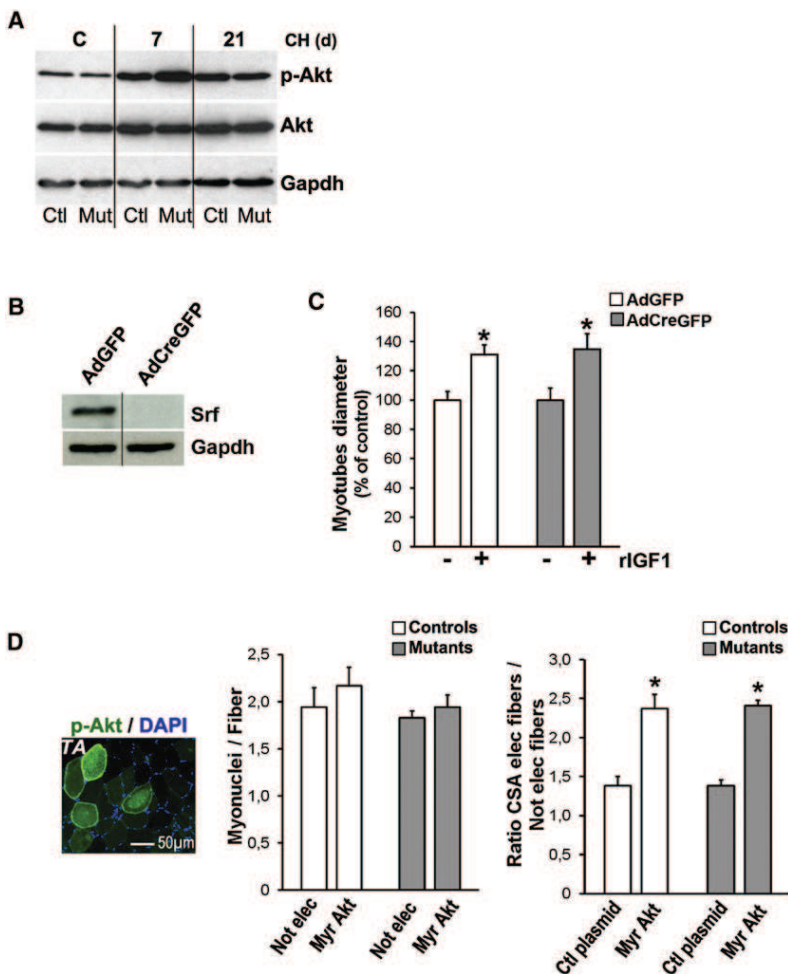 A
C 7 21 CH (d)
p-Akt
Akt
Gapdh
Ctl Mut Ctl Mut Ctl Mut
B
AdGFP AdCreGFP
Srf
Gapdh
C
AdGFP
AdCreGFP
Myotubes diameter
(% of control)
160
140
120
100
80
60
40
20
0
* *
- + - + rIGF1
D
p-Akt / DAPI
TA
50µm
Controls
Mutants
Myonuclei / Fiber
2,5
2,0
1,5
1,0
0,5
0
Not elec Myr Akt Not elec Myr Akt
Controls
Mutants
Ratio CSA elec fibers /
Not elec fibers
3,0
2,5
2,0
1,5
1,0
0,5
0
* *
Ctl plasmid Myr Akt Ctl plasmid Myr Akt